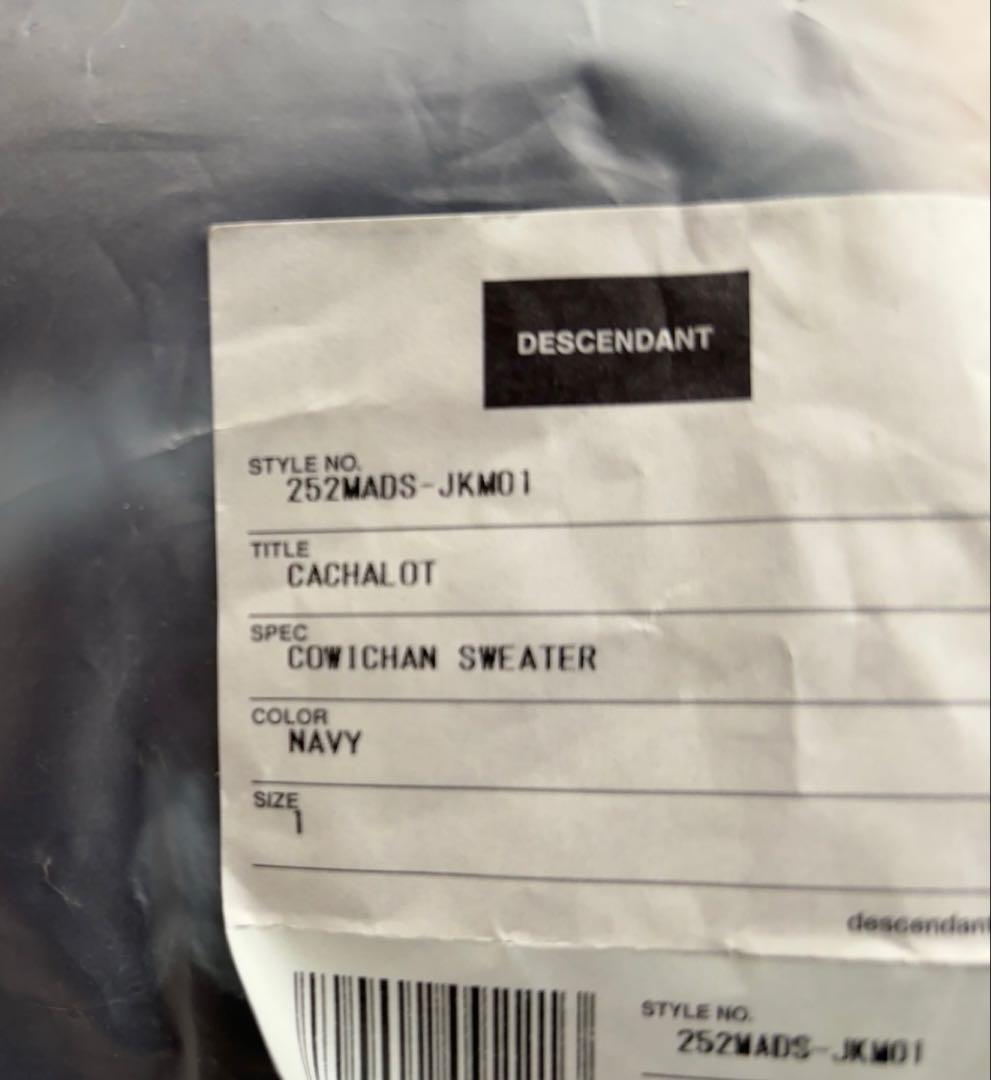 DESCENDANT
STYLE NO.
252MADS-JKM01
TITLE
CACHALOT
SPEC
COWICHAN SWEATER
COLOR
NAVY
SIZE
1
descendant
STYLE NO.
252MADS-JKM01